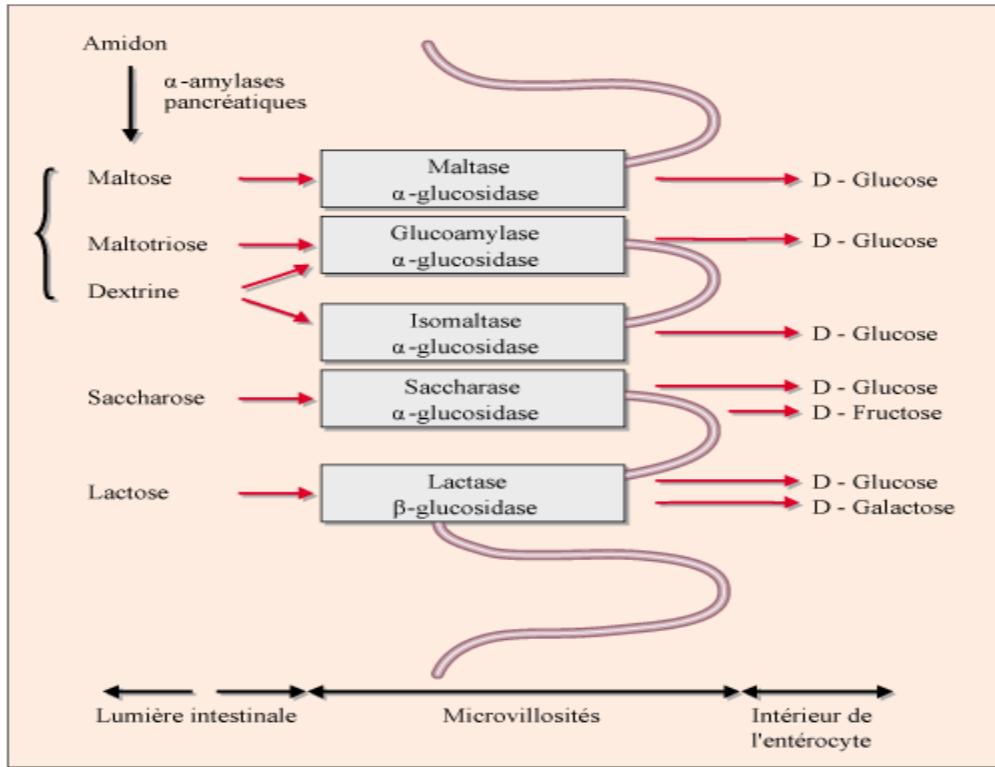 Amidon
α-amylases
pancréatiques
Maltose
Maltase
α-glucosidase
D - Glucose
Maltotriose
Glucoamylase
α-glucosidase
D - Glucose
Dextrine
Isomaltase
α-glucosidase
D - Glucose
Saccharose
Saccharase
α-glucosidase
D - Glucose
D - Fructose
Lactose
Lactase
β-glucosidase
D - Glucose
D - Galactose
Lumière intestinale
Microvillosités
Intérieur de
l'entérocyte